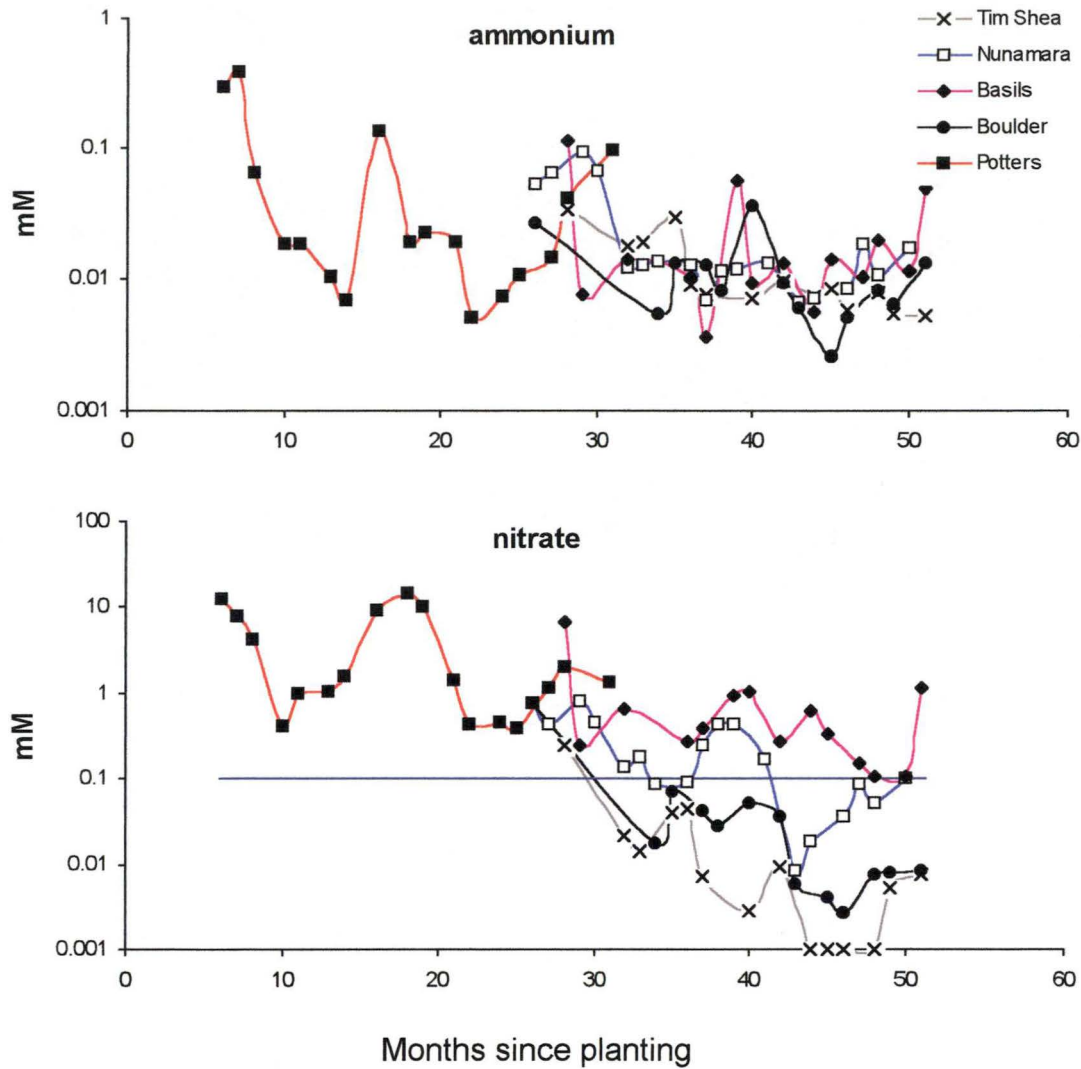 ammonium
Tim Shea
Nunamara
Basils
Boulder
Potters
mM
1
0.1
0.01
0.001
0 10 20 30 40 50 60
nitrate
mM
100
10
1
0.1
0.01
0.001
0 10 20 30 40 50 60
Months since planting